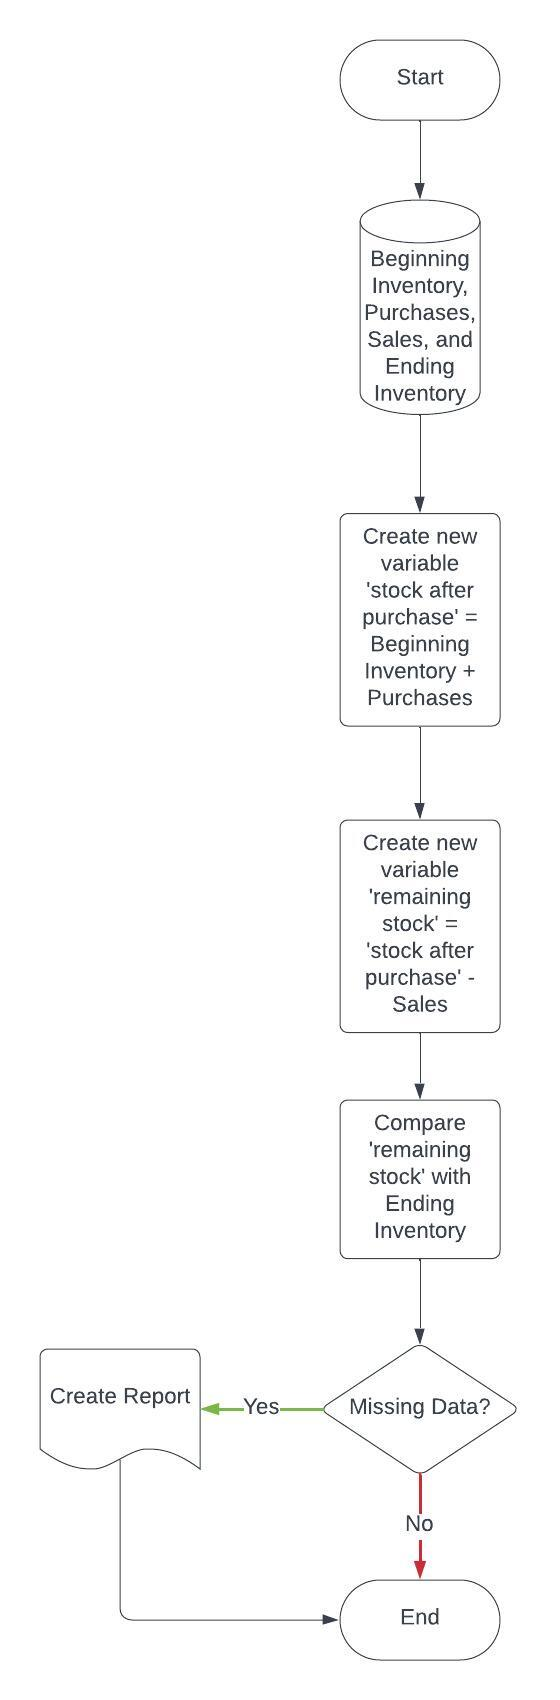 Start
Beginning
Inventory,
Purchases,
Sales, and
Ending
Inventory
Create new
variable
'stock after
purchase' =
Beginning
Inventory +
Purchases
Create new
variable
'remaining
stock' =
'stock after
purchase' -
Sales
Compare
'remaining
stock' with
Ending
Inventory
Missing Data?
Yes
Create Report
No
End